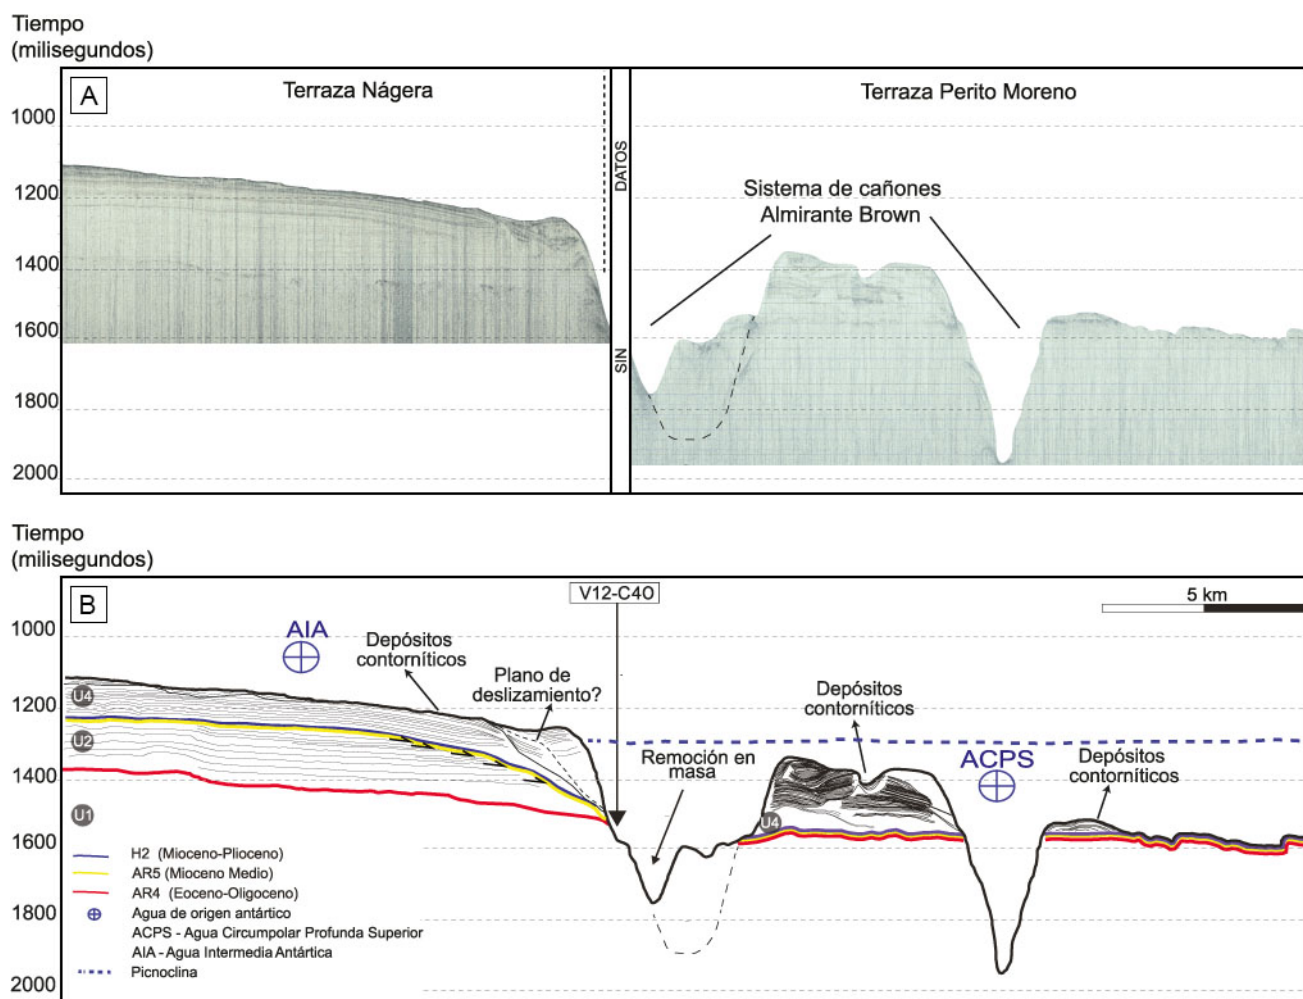 Tiempo
(milisegundos)
A
Terraza Nágera
Terraza Perito Moreno
1000
1200
1400
1600
1800
2000
SIN
DATOS
Sistema de cañones
Almirante Brown
Tiempo
(milisegundos)
B
V12-C40
5 km
1000
1200
1400
1600
1800
2000
AIA
Depósitos
contorníticos
Plano de
deslizamiento?
Remoción en
masa
Depósitos
contorníticos
ACPS
Depósitos
contorníticos
U4
U2
U1
U4
H2 (Mioceno-Plioceno)
AR5 (Mioceno Medio)
AR4 (Eoceno-Oligoceno)
Agua de origen antártico
ACPS - Agua Circumpolar Profunda Superior
AIA - Agua Intermedia Antártica
Picnoclina